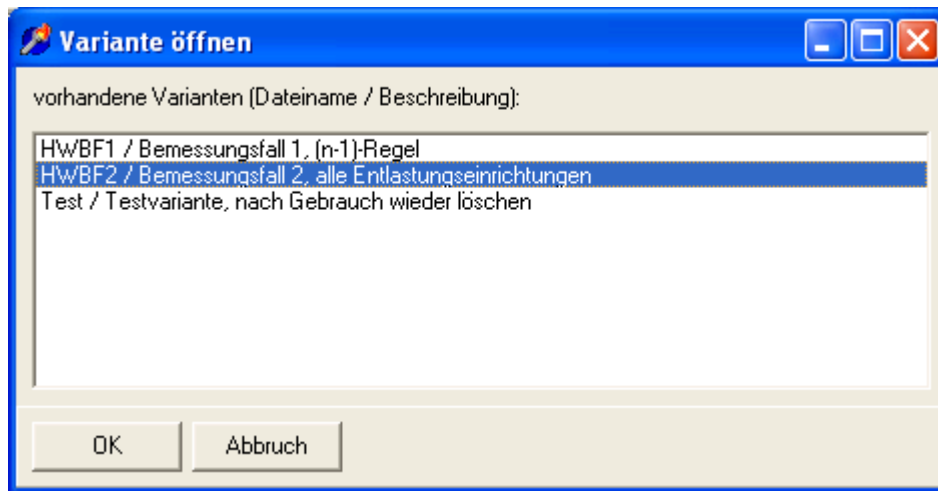 Variante öffnen
vorhandene Varianten (Dateiname / Beschreibung):
HWBF1 / Bemessungsfall 1, (n-1)-Regel
HWBF2 / Bemessungsfall 2, alle Entlastungseinrichtungen
Test / Testvariante, nach Gebrauch wieder löschen
OK
Abbruch